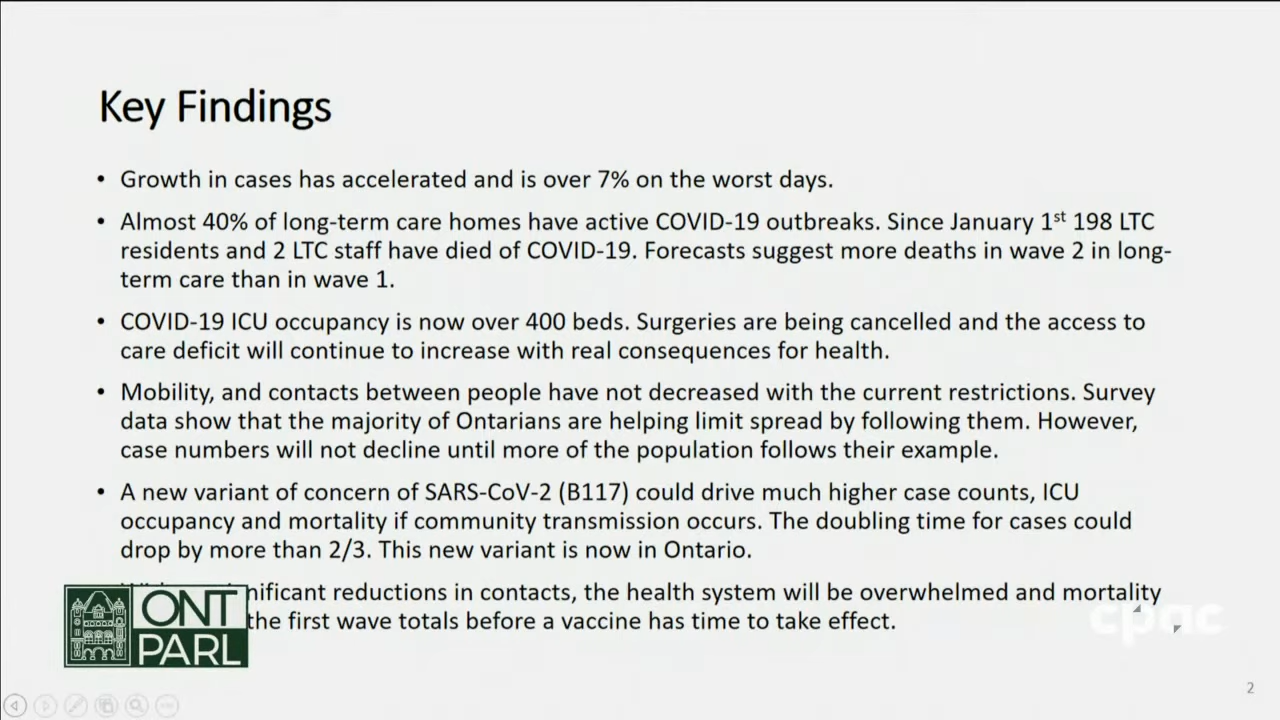 Key Findings
• Growth in cases has accelerated and is over 7% on the worst days.
• Almost 40% of long-term care homes have active COVID-19 outbreaks. Since January 1st 198 LTC
residents and 2 LTC staff have died of COVID-19. Forecasts suggest more deaths in wave 2 in long-
term care than in wave 1.
• COVID-19 ICU occupancy is now over 400 beds. Surgeries are being cancelled and the access to
care deficit will continue to increase with real consequences for health.
• Mobility, and contacts between people have not decreased with the current restrictions. Survey
data show that the majority of Ontarians are helping limit spread by following them. However,
case numbers will not decline until more of the population follows their example.
• A new variant of concern of SARS-CoV-2 (B117) could drive much higher case counts, ICU
occupancy and mortality if community transmission occurs. The doubling time for cases could
drop by more than 2/3. This new variant is now in Ontario.
reductions in contacts, the health system will be overwhelmed and mortality
the first wave totals before a vaccine has time to take effect.
ONT
PARL
cpac
2